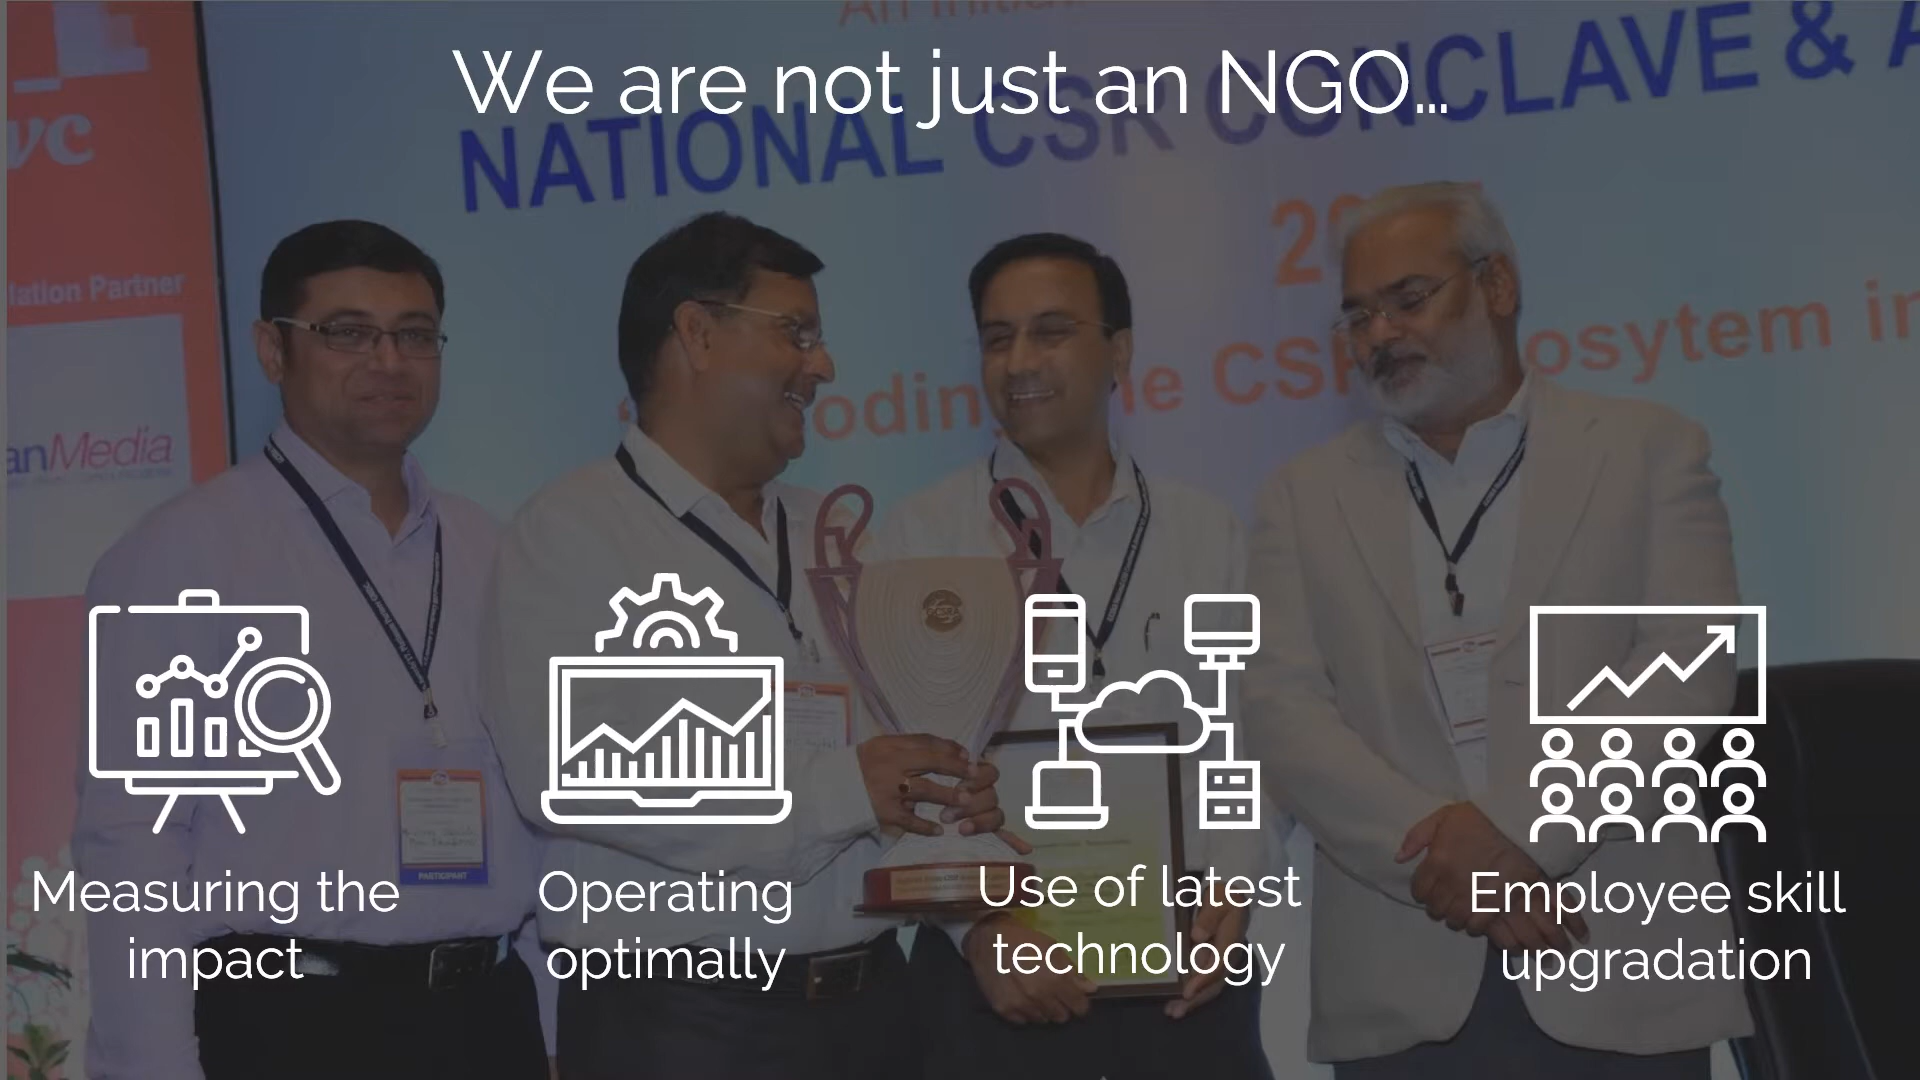 We are not just an NGO...
NATIONAL CSR CONCLAVE &
lation Partner
anMedia
PARTICIPANT
Measuring the
impact
Operating
optimally
Use of latest
technology
Employee skill
upgradation